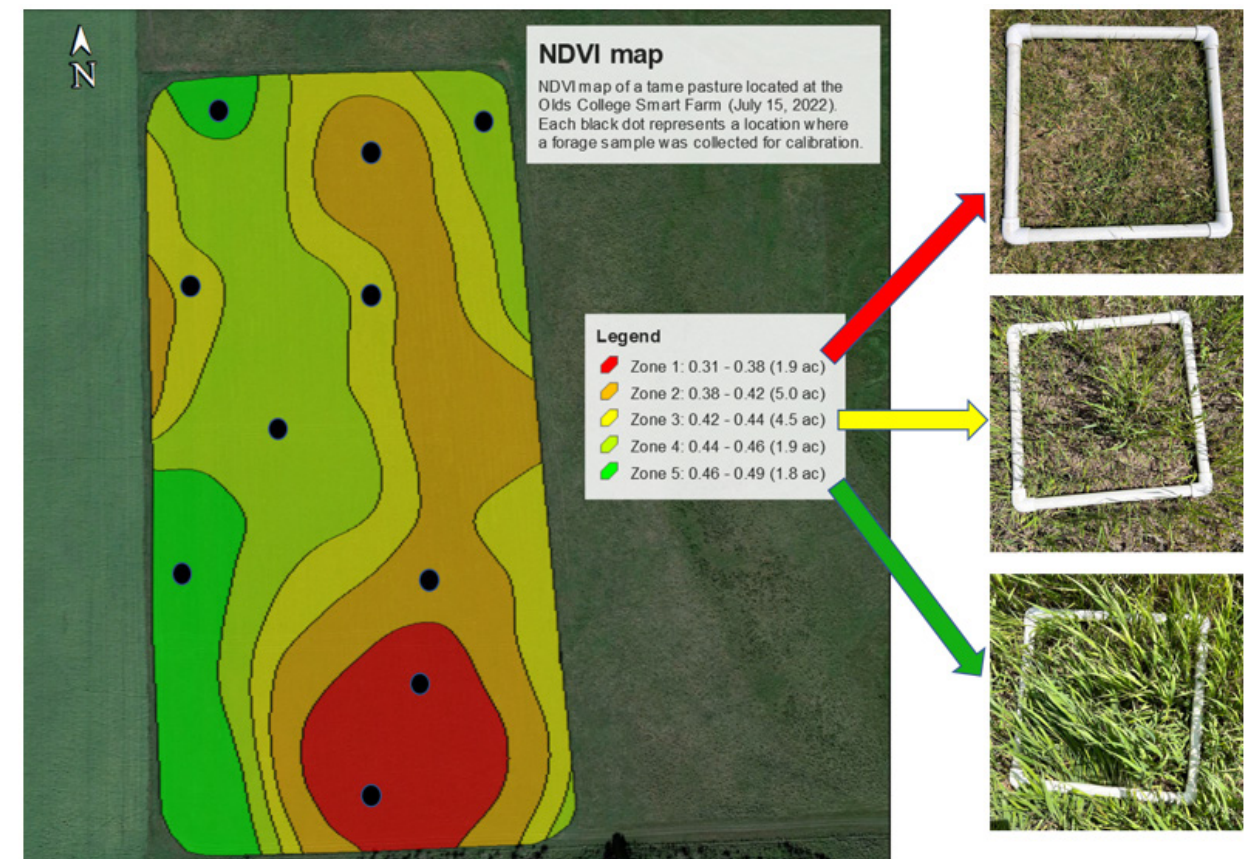 N
NDVI map
NDVI map of a tame pasture located at the
Olds College Smart Farm (July 15, 2022).
Each black dot represents a location where
a forage sample was collected for calibration.
Legend
Zone 1: 0.31 - 0.38 (1.9 ac)
Zone 2: 0.38 - 0.42 (5.0 ac)
Zone 3: 0.42 - 0.44 (4.5 ac)
Zone 4: 0.44 - 0.46 (1.9 ac)
Zone 5: 0.46 - 0.49 (1.8 ac)